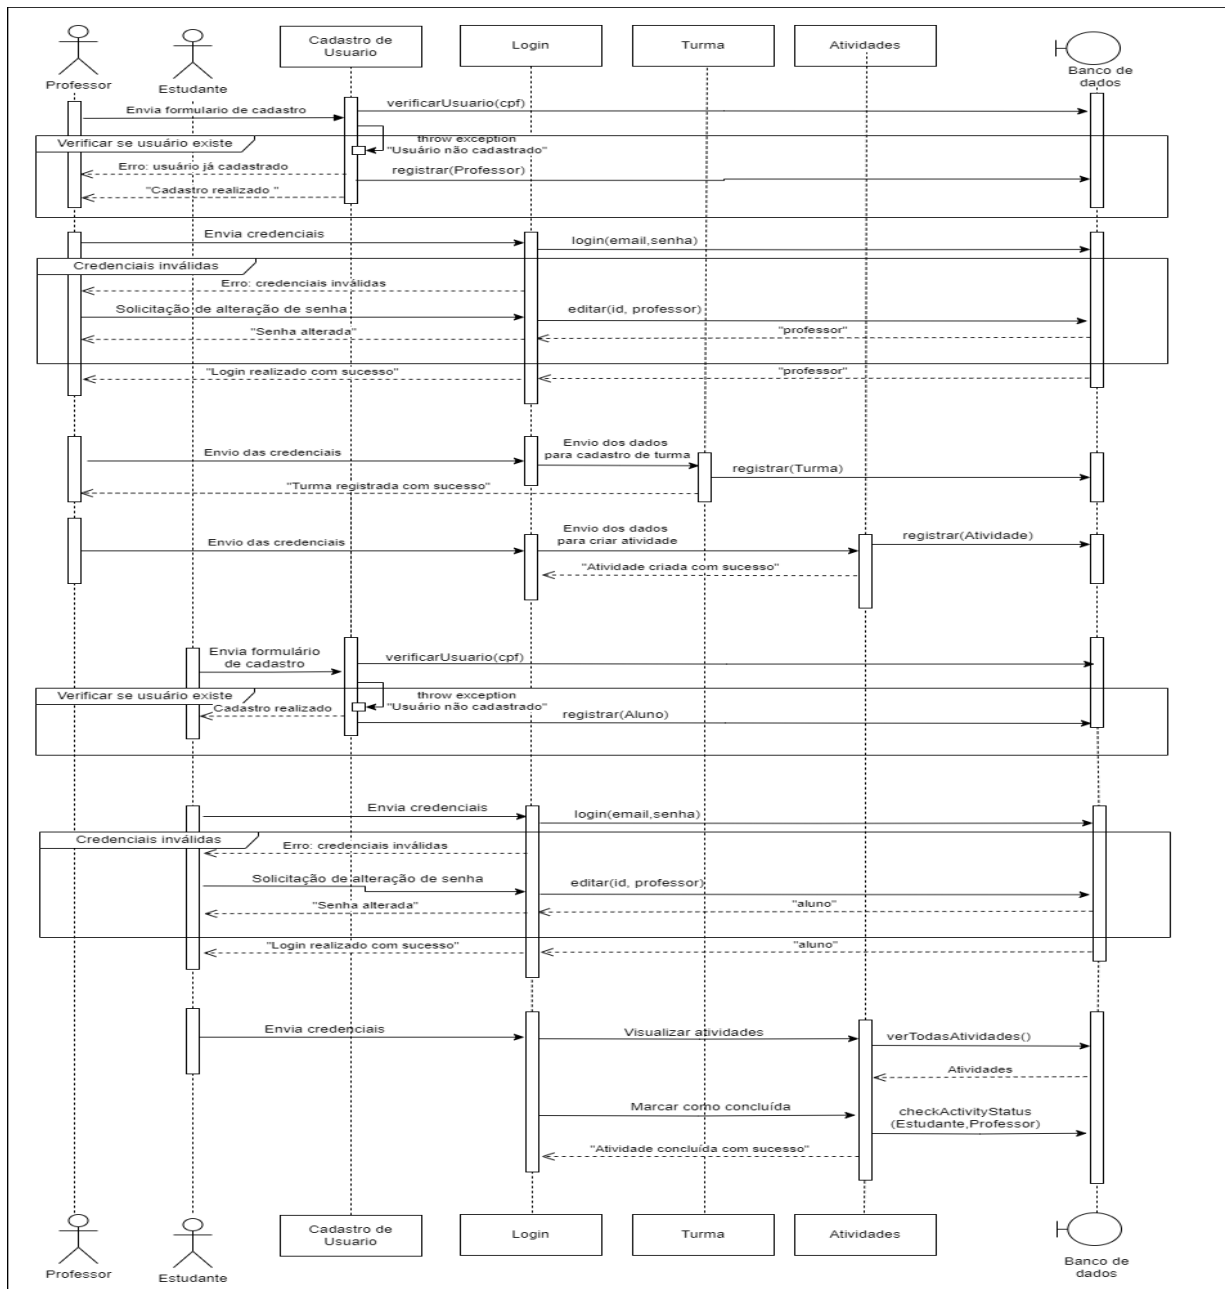 Professor
Estudante
Cadastro de
Usuario
Login
Turma
Atividades
Banco de
dados
Envia formulario de cadastro
verificarUsuario(cpf)
Verificar se usuário existe
throw exception
"Usuário não cadastrado"
Erro: usuário já cadastrado
registrar(Professor)
"Cadastro realizado "
Envia credenciais
login(email,senha)
Credenciais inválidas
Erro: credenciais inválidas
Solicitação de alteração de senha
editar(id, professor)
"Senha alterada"
"professor"
"Login realizado com sucesso"
"professor"
Envio das credenciais
Envio dos dados
para cadastro de turma
registrar(Turma)
"Turma registrada com sucesso"
Envio das credenciais
Envio dos dados
para criar atividade
registrar(Atividade)
"Atividade criada com sucesso"
Envia formulário
de cadastro
verificarUsuario(cpf)
Verificar se usuário existe
throw exception
"Usuário não cadastrado"
Cadastro realizado
registrar(Aluno)
Envia credenciais
login(email,senha)
Credenciais inválidas
Erro: credenciais inválidas
Solicitação de alteração de senha
editar(id, professor)
"Senha alterada"
"aluno"
"Login realizado com sucesso"
"aluno"
Envia credenciais
Visualizar atividades
verTodasAtividades()
Atividades
Marcar como concluída
checkActivityStatus
(Estudante,Professor)
"Atividade concluída com sucesso"
Professor
Estudante
Cadastro de
Usuario
Login
Turma
Atividades
Banco de
dados